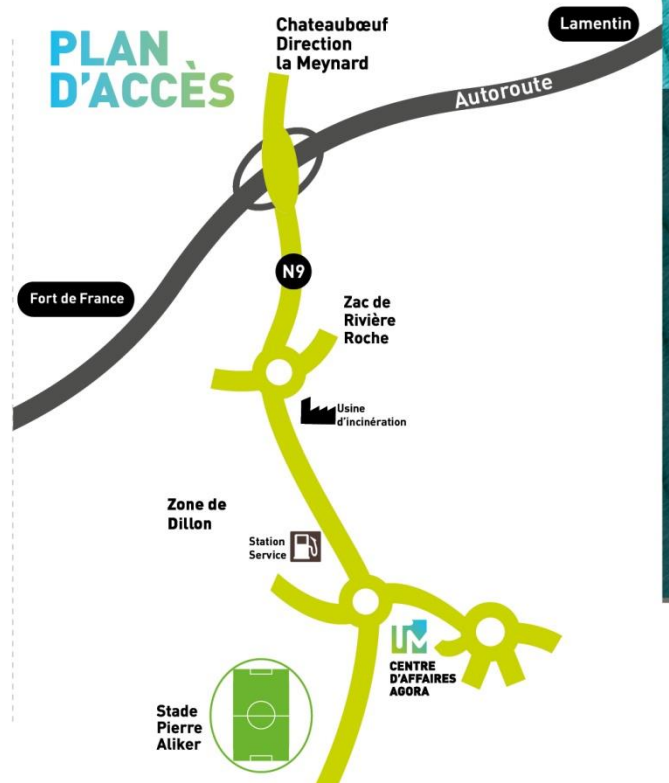 PLAN
D'ACCÈS
Chateaubœuf
Direction
la Meynard
Lamentin
Autoroute
N9
Fort de France
Zac de
Rivière
Roche
Usine
d'incinération
Zone de
Dillon
Station
Service
CENTRE
D'AFFAIRES
AGORA
Stade
Pierre
Aliker